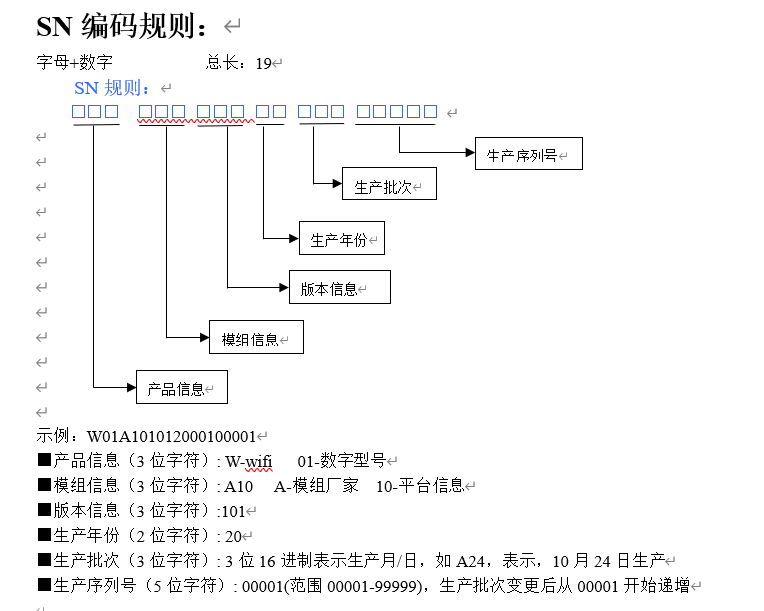 SN 编码规则：
字母+数字 总长：19
SN 规则：
□□□ □□□ □□□ □□ □□□ □□□□□
生产序列号
生产批次
生产年份
版本信息
模组信息
产品信息
示例：W01A101012000100001
■产品信息（3 位字符）: W-wifi 01-数字型号
■模组信息（3 位字符）: A10 A-模组厂家 10-平台信息
■版本信息（3 位字符）:101
■生产年份（2 位字符）: 20
■生产批次（3 位字符）: 3 位 16 进制表示生产月/日，如 A24，表示，10 月 24 日生产
■生产序列号（5 位字符）: 00001(范围 00001-99999)，生产批次变更后从 00001 开始递增